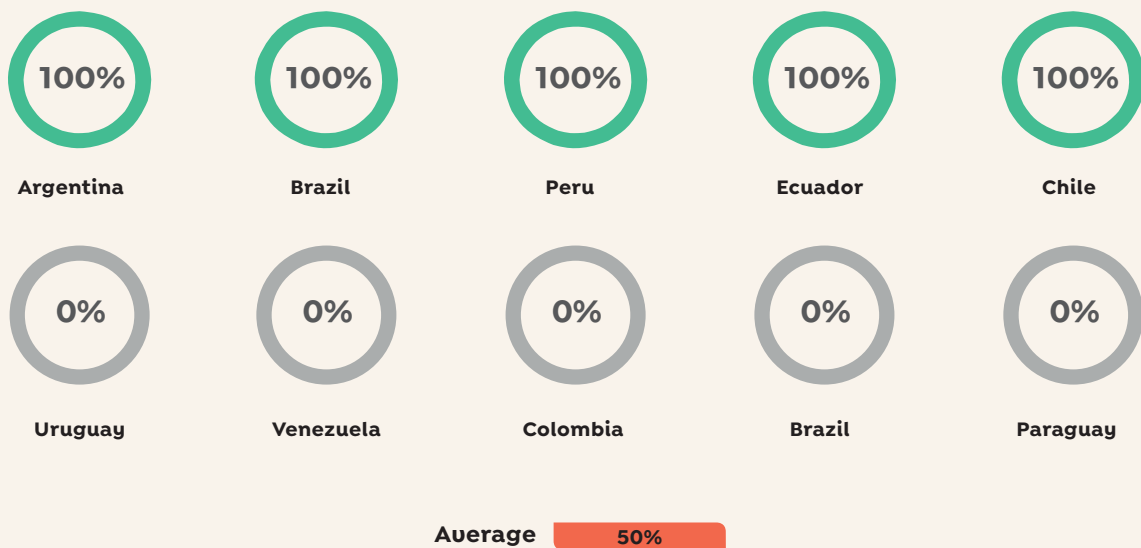 100% 100% 100% 100% 100%
Argentina Brazil Peru Ecuador Chile
0% 0% 0% 0% 0%
Uruguay Venezuela Colombia Brazil Paraguay
Average 50%